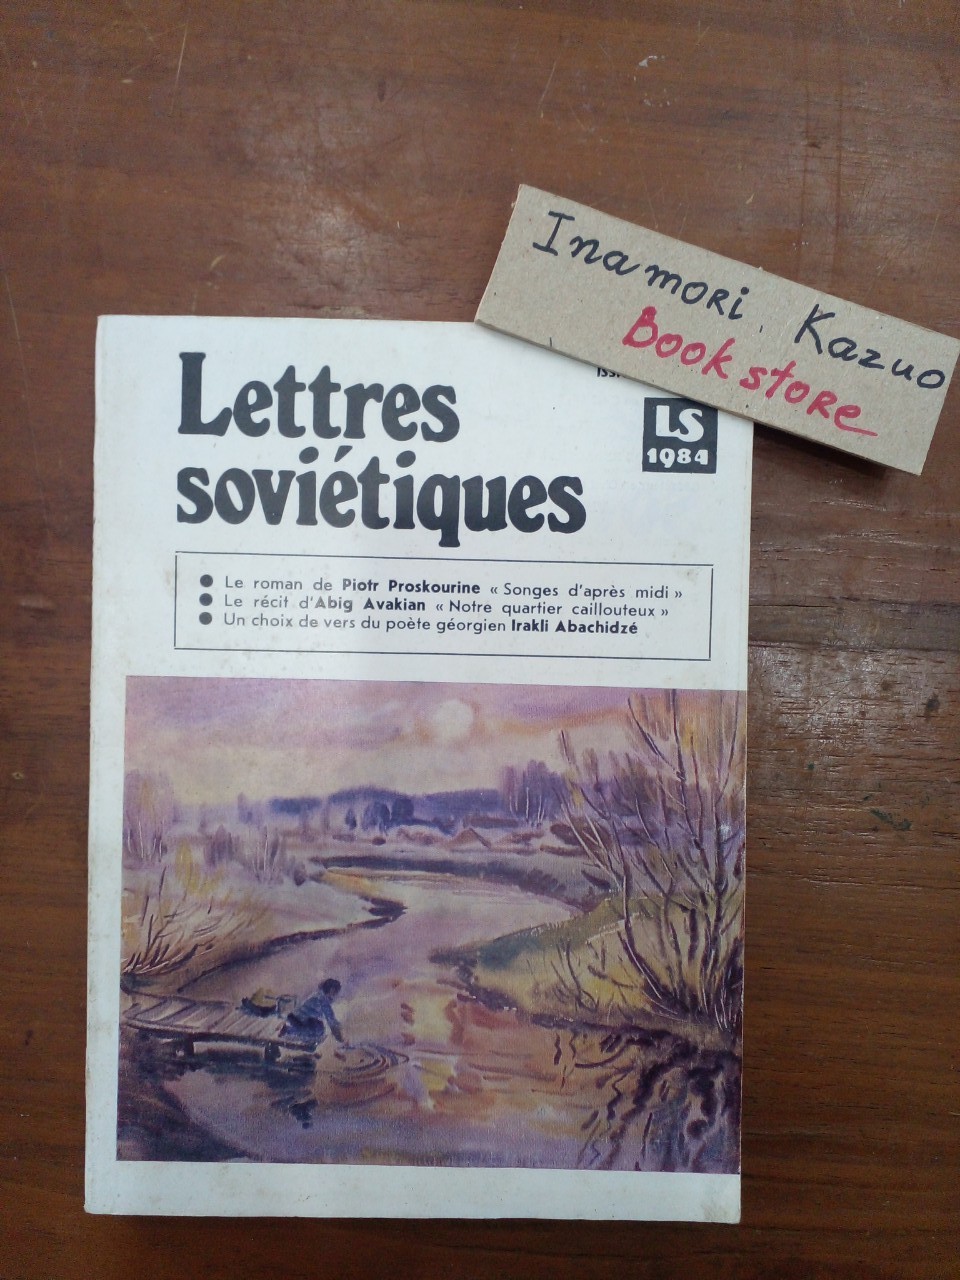 Inamori Kazuo
Book store
Lettres
soviétiques
LS
1984
● Le roman de Piotr Proskourine « Songes d'après midi »
● Le récit d'Abig Avakian « Notre quartier caillouteux »
● Un choix de vers du poète géorgien Irakli Abachidzé